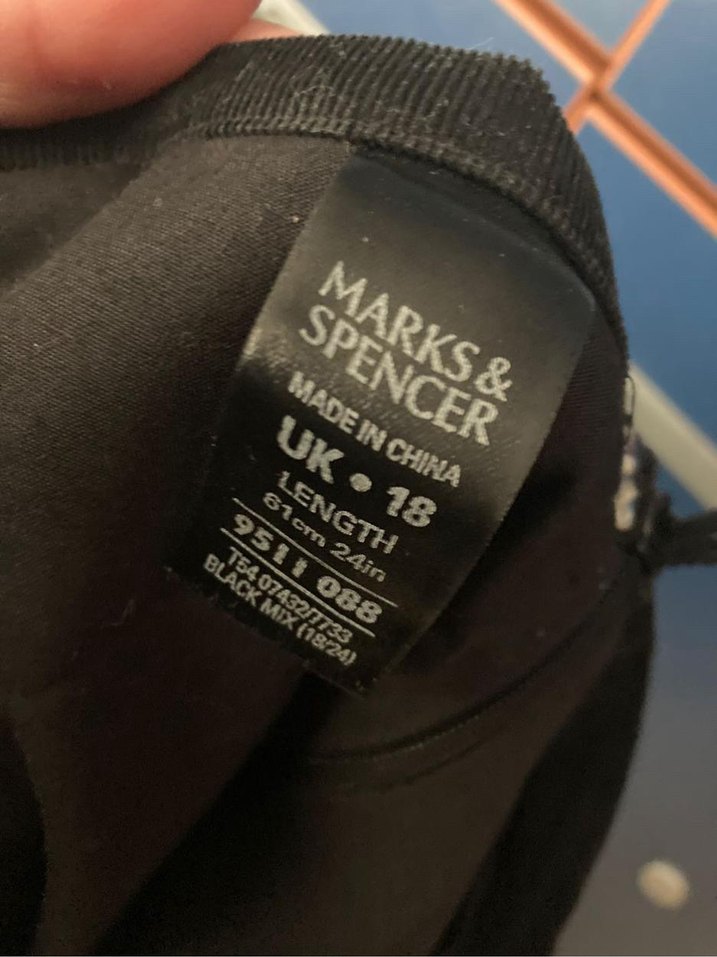 MARKS &
SPENCER
MADE IN CHINA
UK • 18
LENGTH
61cm 24in
9511 088
T54 07432/7733
BLACK MIX (18/24)